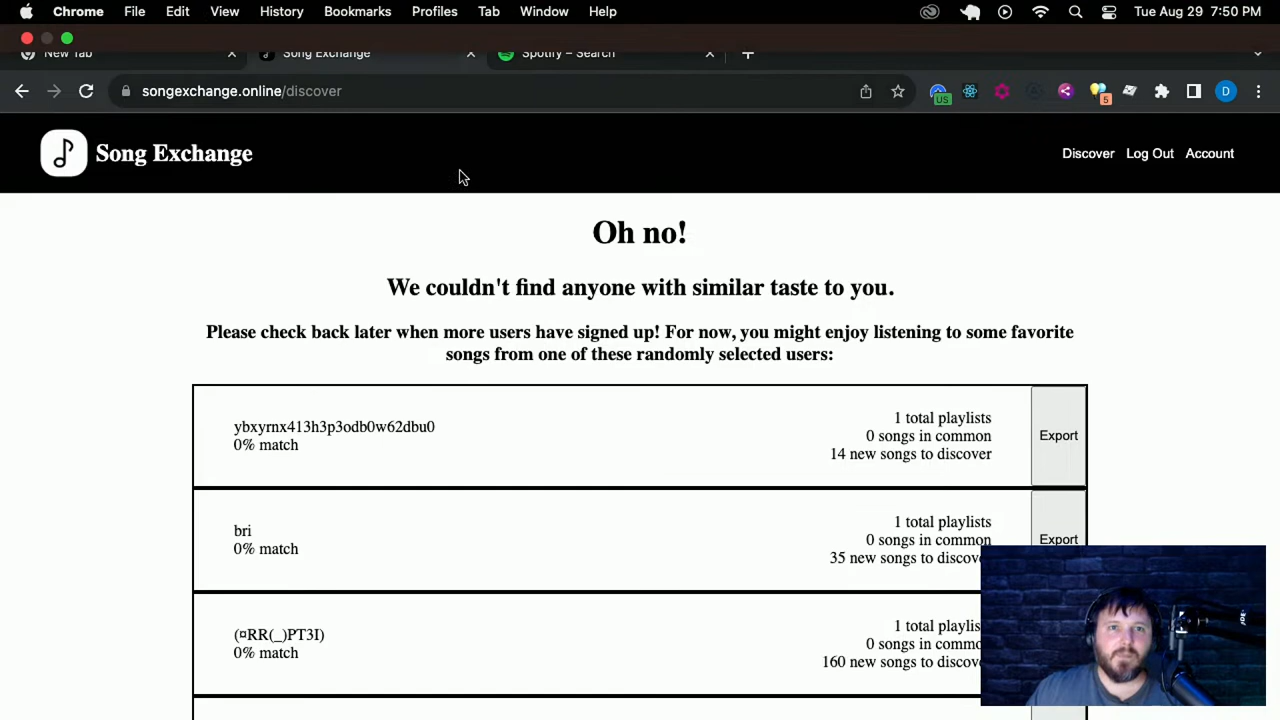 Chrome File Edit View History Bookmarks Profiles Tab Window Help Tue Aug 29 7:50 PM
New Tab Song Exchange Spotify – Search
songexchange.online/discover US 5 D
Song Exchange Discover Log Out Account
Oh no!
We couldn't find anyone with similar taste to you.
Please check back later when more users have signed up! For now, you might enjoy listening to some favorite
songs from one of these randomly selected users:
ybxyrnx413h3p3odb0w62dbu0
0% match
1 total playlists
0 songs in common
14 new songs to discover
Export
bri
0% match
1 total playlists
0 songs in common
35 new songs to
Export
(¤RR(_)PT3I)
0% match
1 total
0 songs in
160 new songs to